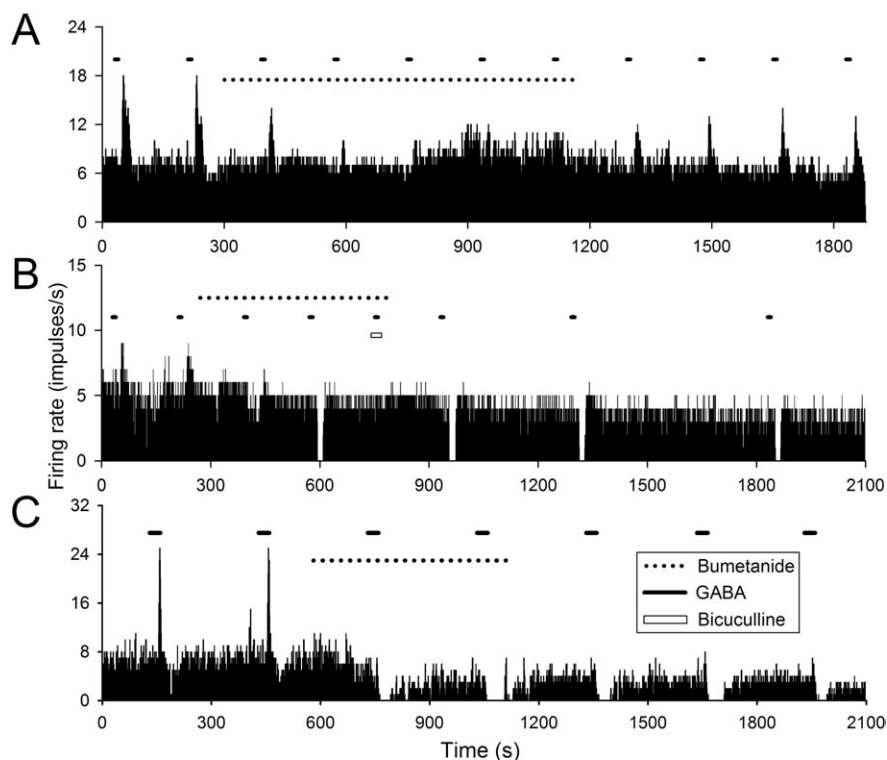 A
24
18
12
6
0
0 300 600 900 1200 1500 1800
B
15
10
5
0
0 300 600 900 1200 1500 1800 2100
Firing rate (impulses/s)
C
32
24
16
8
0
Bumetanide
GABA
Bicuculline
0 300 600 900 1200 1500 1800 2100
Time (s)